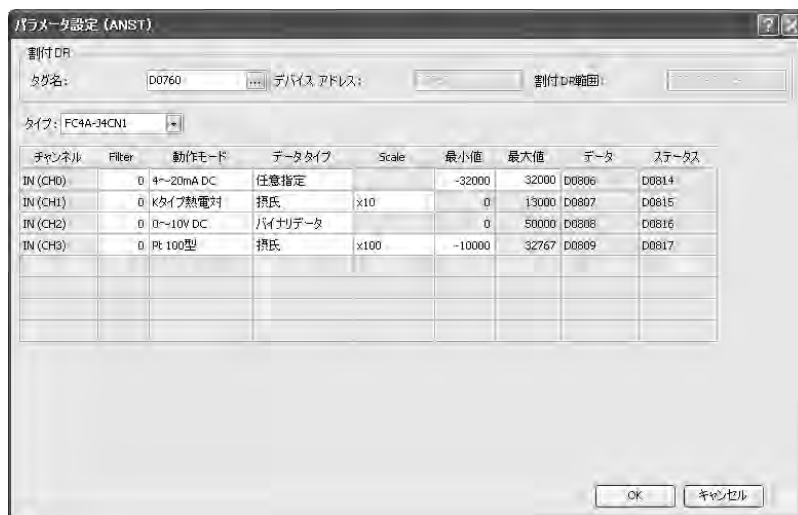 パラメータ設定 (ANST)
割付DR
タグ名: D0760 ... デバイス アドレス: 割付DR範囲:
タイプ: FC4A-J4CN1
チャンネル Filter 動作モード データタイプ Scale 最小値 最大値 データ ステータス
IN (CH0) 0 4～20mA DC 任意指定 -32000 32000 D0806 D0814
IN (CH1) 0 Kタイプ熱電対 摂氏 x10 0 13000 D0807 D0815
IN (CH2) 0 0～10V DC バイナリデータ 0 50000 D0808 D0816
IN (CH3) 0 Pt 100型 摂氏 x100 -10000 32767 D0809 D0817
OK キャンセル